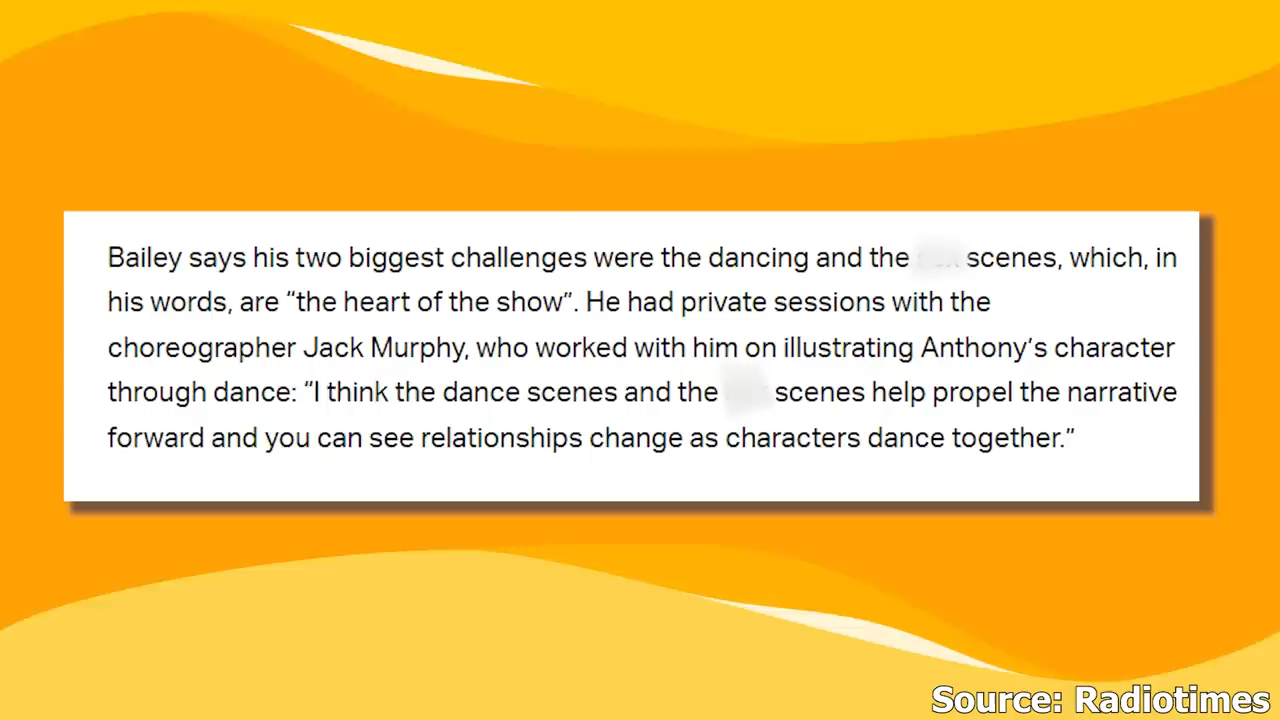 Bailey says his two biggest challenges were the dancing and the scenes, which, in
his words, are “the heart of the show”. He had private sessions with the
choreographer Jack Murphy, who worked with him on illustrating Anthony’s character
through dance: “I think the dance scenes and the scenes help propel the narrative
forward and you can see relationships change as characters dance together.”
Source: Radiotimes